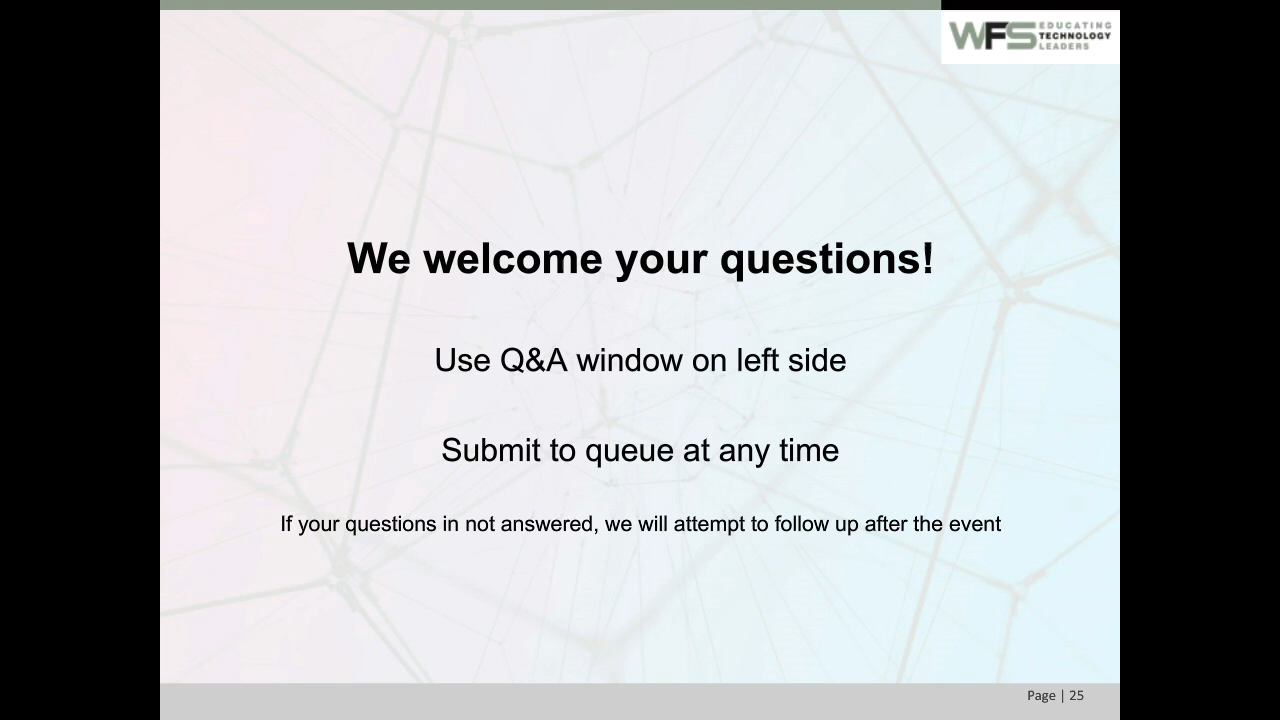 WFS EDUCATING
TECHNOLOGY
LEADERS
We welcome your questions!
Use Q&A window on left side
Submit to queue at any time
If your questions in not answered, we will attempt to follow up after the event
Page | 25